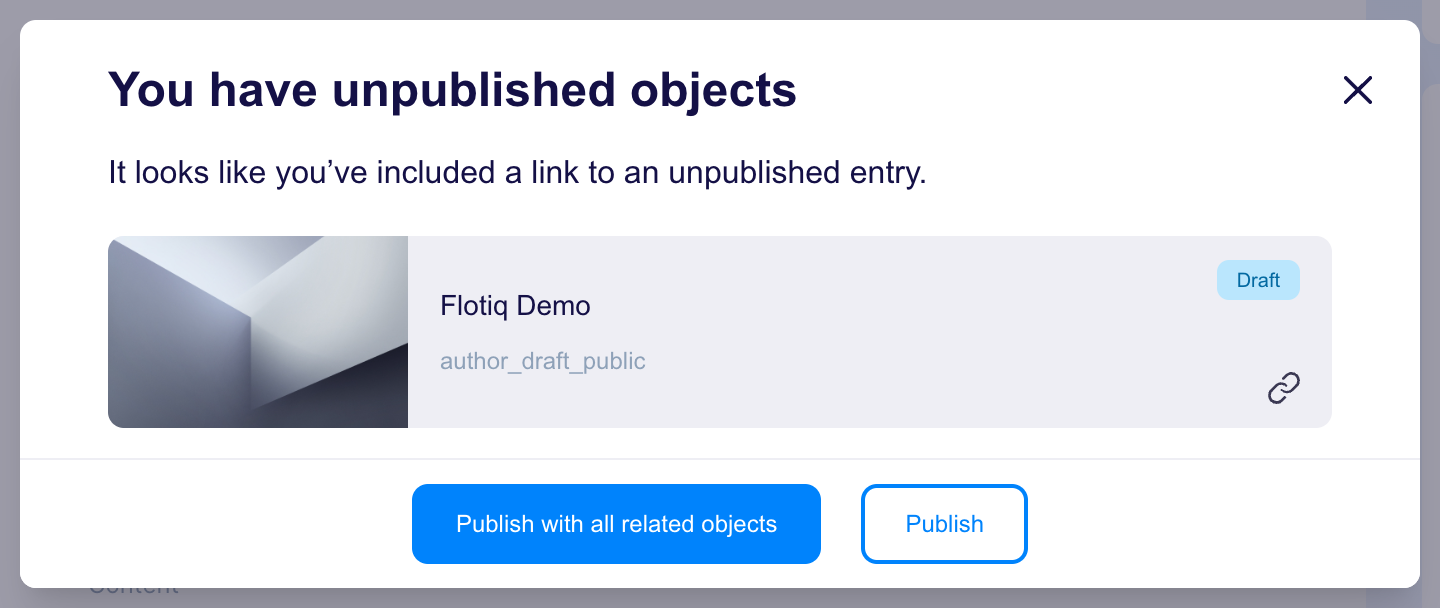 You have unpublished objects
It looks like you’ve included a link to an unpublished entry.
Draft
Flotiq Demo
author_draft_public
Publish with all related objects
Publish
Content